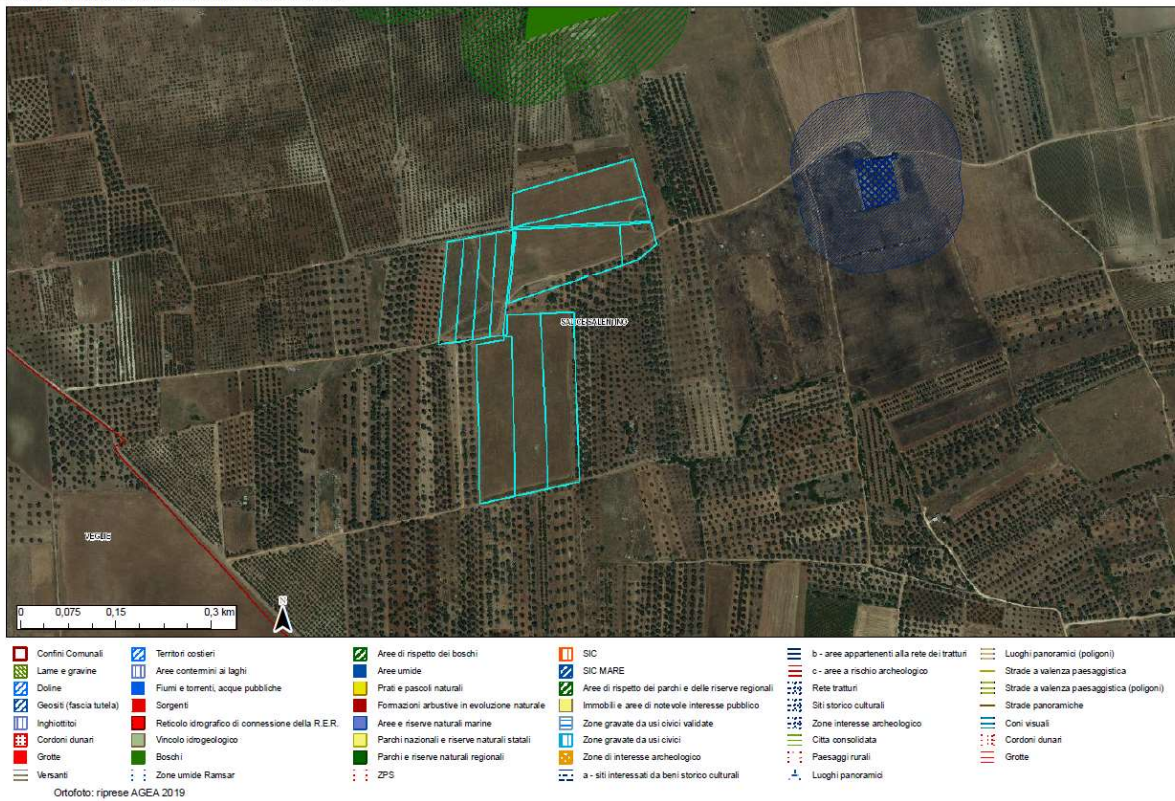 SALICE SALENTINO
VEGLIE
0 0,075 0,15 0,3 km
N
Confini Comunali
Lame e gravine
Doline
Geositi (fascia tutela)
Inghiottitoi
Cordoni dunari
Grotte
Versanti
Territori costieri
Aree contermini ai laghi
Fiumi e torrenti, acque pubbliche
Sorgenti
Reticolo idrografico di connessione della R.E.R.
Vincolo idrogeologico
Boschi
Zone umide Ramsar
Aree di rispetto dei boschi
Aree umide
Prati e pascoli naturali
Formazioni arbustive in evoluzione naturale
Aree e riserve naturali marine
Parchi nazionali e riserve naturali statali
Parchi e riserve naturali regionali
ZPS
SIC
SIC MARE
Aree di rispetto dei parchi e delle riserve regionali
Immobili e aree di notevole interesse pubblico
Zone gravate da usi civici validate
Zone gravate da usi civici
Zone di interesse archeologico
a - siti interessati da beni storico culturali
b - aree appartenenti alla rete dei tratturi
c - aree a rischio archeologico
Rete tratturi
Siti storico culturali
Zone interesse archeologico
Citta consolidata
Paesaggi rurali
Luoghi panoramici
Luoghi panoramici (poligoni)
Strade a valenza paesaggistica
Strade a valenza paesaggistica (poligoni)
Strade panoramiche
Coni visuali
Cordoni dunari
Grotte
Ortofoto: riprese AGEA 2019